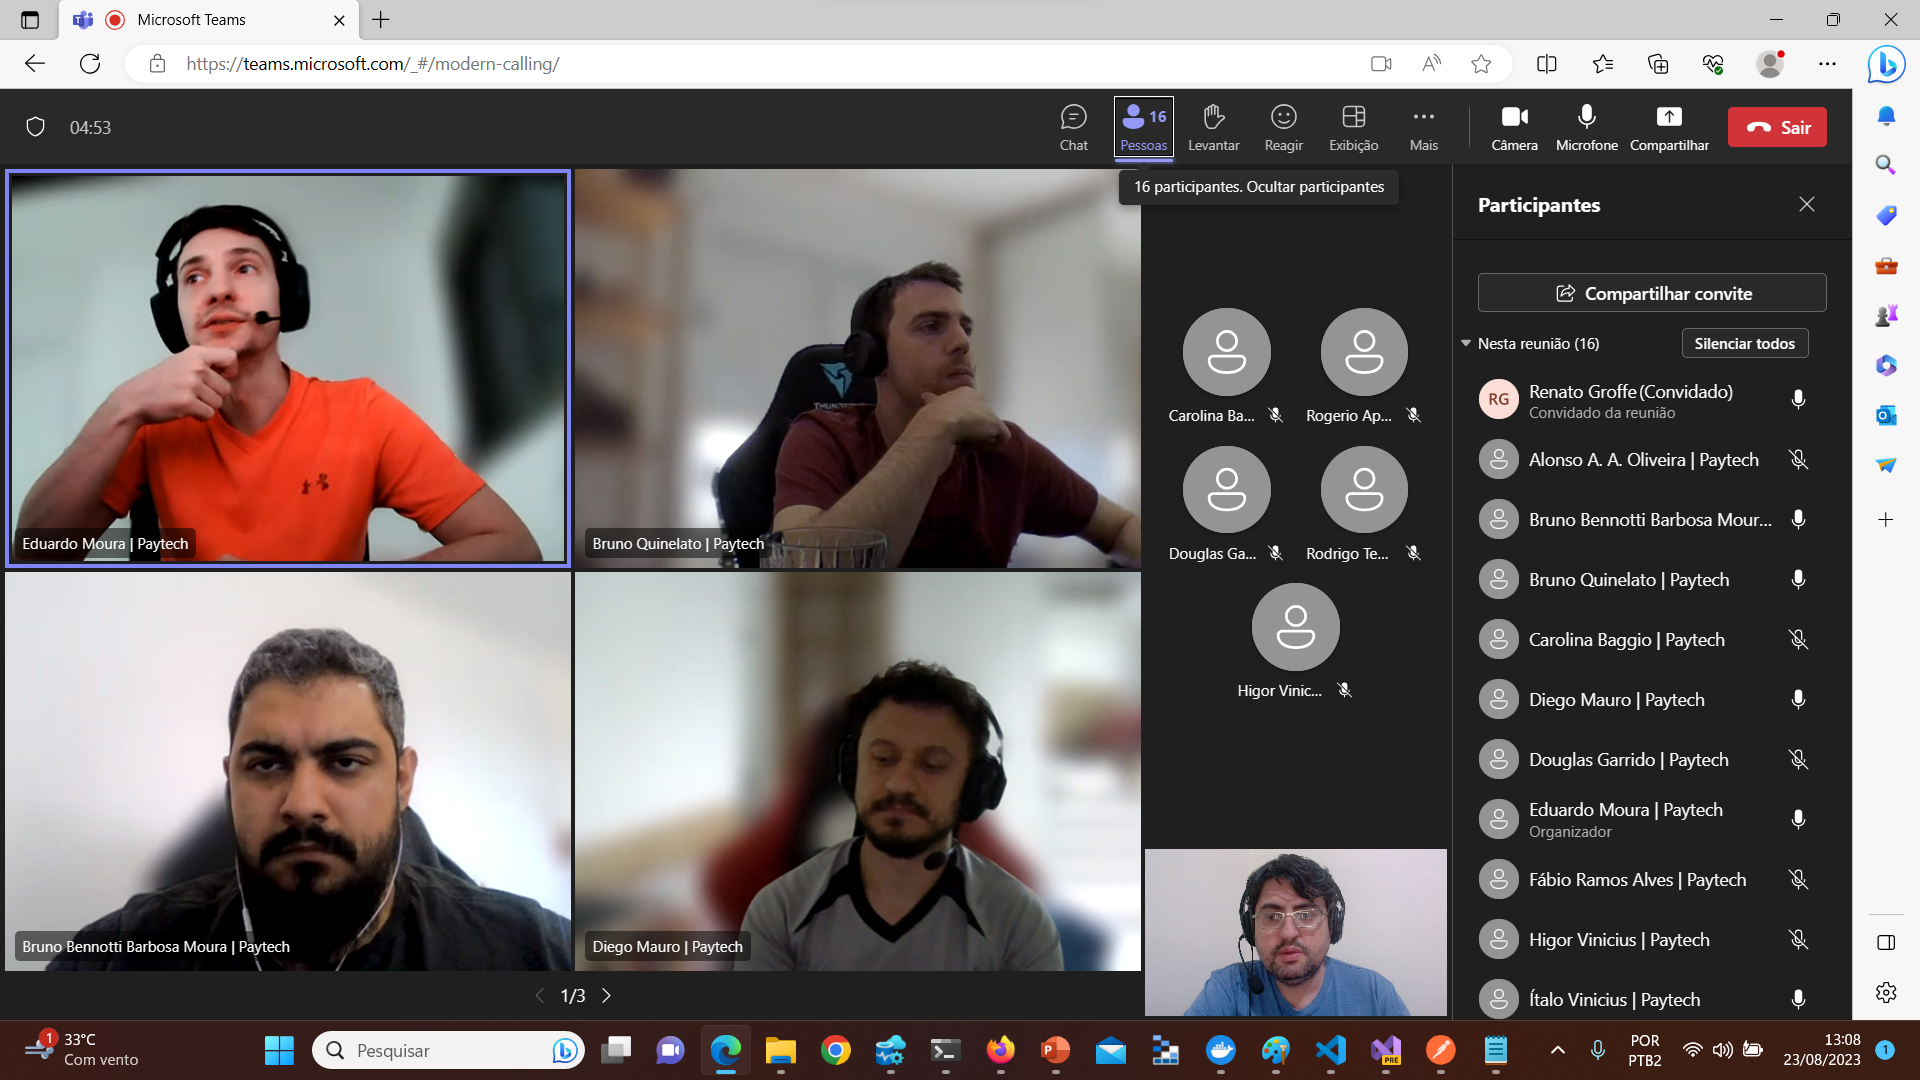 Microsoft Teams
https://teams.microsoft.com/_#/modern-calling/
04:53
Chat
16
Pessoas
Levantar
Reagir
Exibição
Mais
Câmera
Microfone
Compartilhar
Sair
16 participantes. Ocultar participantes
Participantes
Compartilhar convite
Nesta reunião (16)
Silenciar todos
RG
Renato Groffe (Convidado)
Convidado da reunião
Alonso A. A. Oliveira | Paytech
Bruno Bennotti Barbosa Mour...
Bruno Quinelato | Paytech
Carolina Baggio | Paytech
Diego Mauro | Paytech
Douglas Garrido | Paytech
Eduardo Moura | Paytech
Organizador
Fábio Ramos Alves | Paytech
Higor Vinicius | Paytech
Ítalo Vinicius | Paytech
Eduardo Moura | Paytech
Bruno Quinelato | Paytech
Bruno Bennotti Barbosa Moura | Paytech
Diego Mauro | Paytech
Carolina Ba...
Rogerio Ap...
Douglas Ga...
Rodrigo Te...
Higor Vinic...
1/3
1
33°C
Com vento
Pesquisar
PRE
POR
PTB2
13:08
23/08/2023
1